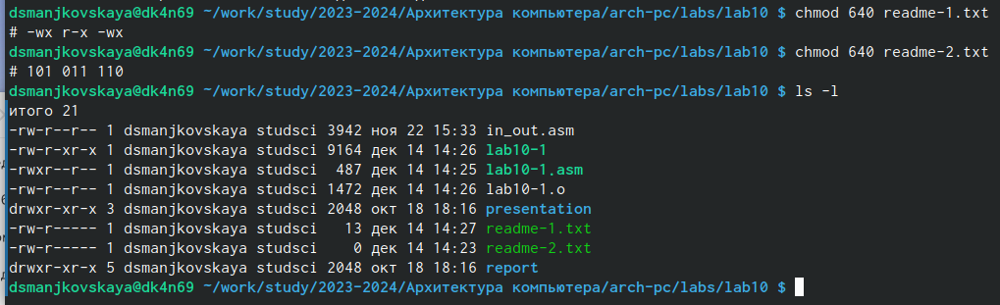 dsmanjkovskaya@dk4n69 ~/work/study/2023-2024/Архитектура компьютера/arch-pc/labs/lab10 $ chmod 640 readme-1.txt
# -wx r-x -wx
dsmanjkovskaya@dk4n69 ~/work/study/2023-2024/Архитектура компьютера/arch-pc/labs/lab10 $ chmod 640 readme-2.txt
# 101 011 110
dsmanjkovskaya@dk4n69 ~/work/study/2023-2024/Архитектура компьютера/arch-pc/labs/lab10 $ ls -l
итого 21
-rw-r--r-- 1 dsmanjkovskaya studsci 3942 ноя 22 15:33 in_out.asm
-rw-r-xr-x 1 dsmanjkovskaya studsci 9164 дек 14 14:26 lab10-1
-rwxr--r-- 1 dsmanjkovskaya studsci 487 дек 14 14:25 lab10-1.asm
-rw-r--r-- 1 dsmanjkovskaya studsci 1472 дек 14 14:26 lab10-1.o
drwxr-xr-x 3 dsmanjkovskaya studsci 2048 окт 18 18:16 presentation
-rw-r----- 1 dsmanjkovskaya studsci 13 дек 14 14:27 readme-1.txt
-rw-r----- 1 dsmanjkovskaya studsci 0 дек 14 14:23 readme-2.txt
drwxr-xr-x 5 dsmanjkovskaya studsci 2048 окт 18 18:16 report
dsmanjkovskaya@dk4n69 ~/work/study/2023-2024/Архитектура компьютера/arch-pc/labs/lab10 $